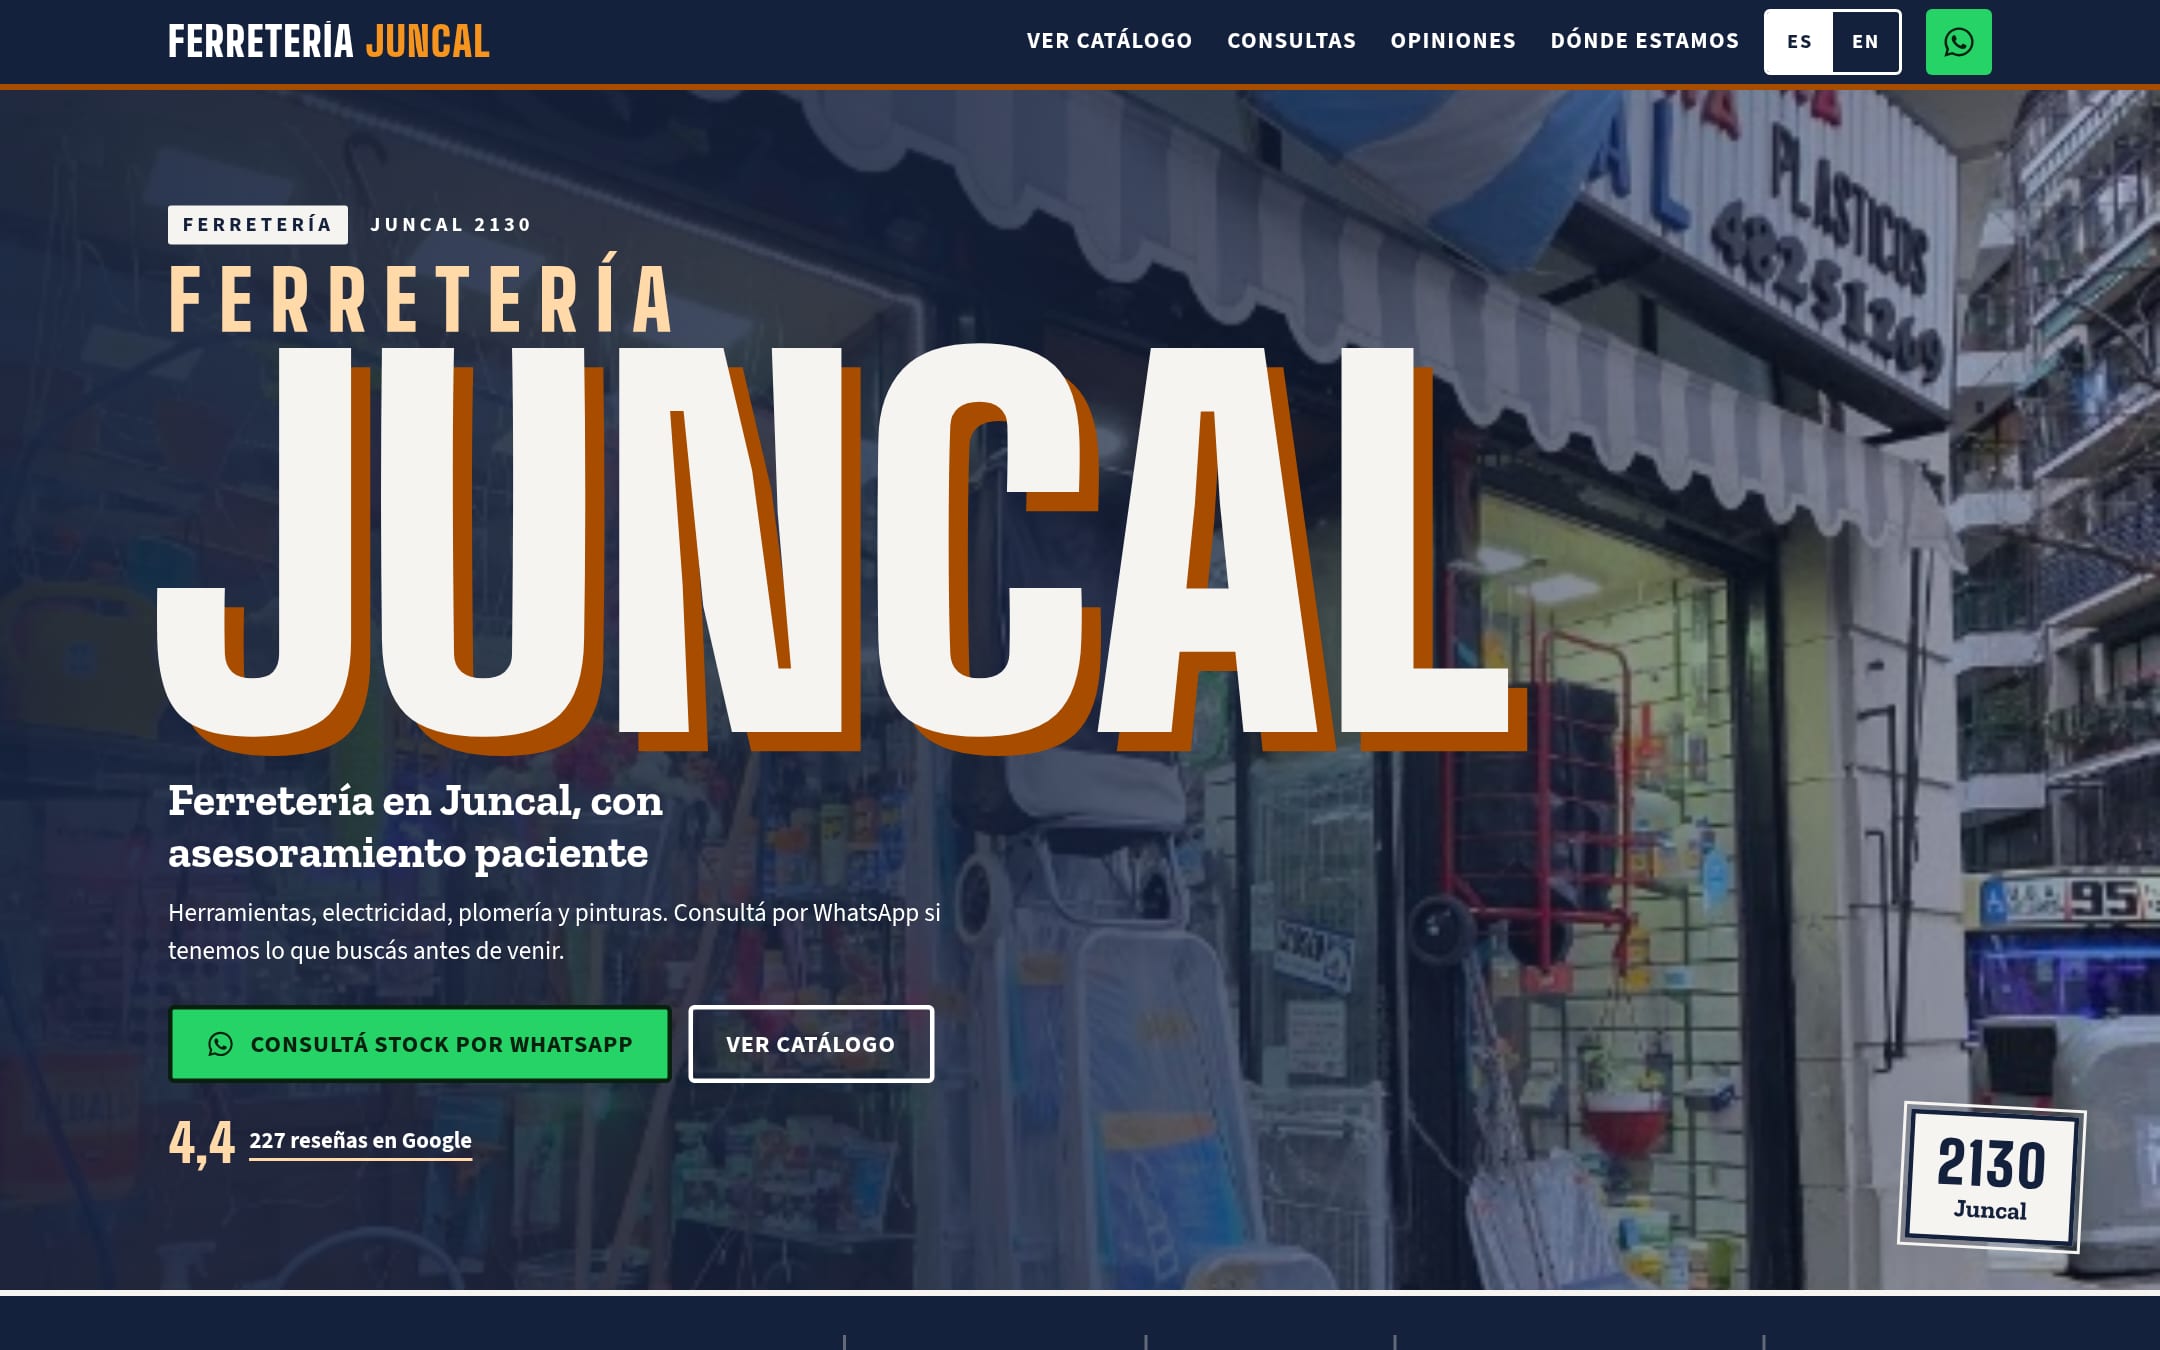 FERRETERÍA JUNCAL
VER CATÁLOGO
CONSULTAS
OPINIONES
DÓNDE ESTAMOS
ES
EN
AL
PLASTICOS
48251269
FERRETERÍA
JUNCAL 2130
FERRETERÍA
JUNCAL
Ferretería en Juncal, con
asesoramiento paciente
Herramientas, electricidad, plomería y pinturas. Consultá por WhatsApp si
tenemos lo que buscás antes de venir.
CONSULTÁ STOCK POR WHATSAPP
VER CATÁLOGO
4,4
227 reseñas en Google
95
2130
Juncal